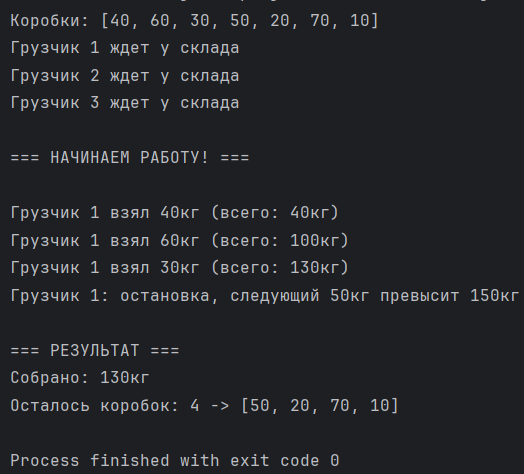 Коробки: [40, 60, 30, 50, 20, 70, 10]
Грузчик 1 ждет у склада
Грузчик 2 ждет у склада
Грузчик 3 ждет у склада
=== НАЧИНАЕМ РАБОТУ! ===
Грузчик 1 взял 40кг (всего: 40кг)
Грузчик 1 взял 60кг (всего: 100кг)
Грузчик 1 взял 30кг (всего: 130кг)
Грузчик 1: остановка, следующий 50кг превысит 150кг
=== РЕЗУЛЬТАТ ===
Собрано: 130кг
Осталось коробок: 4 -> [50, 20, 70, 10]
Process finished with exit code 0